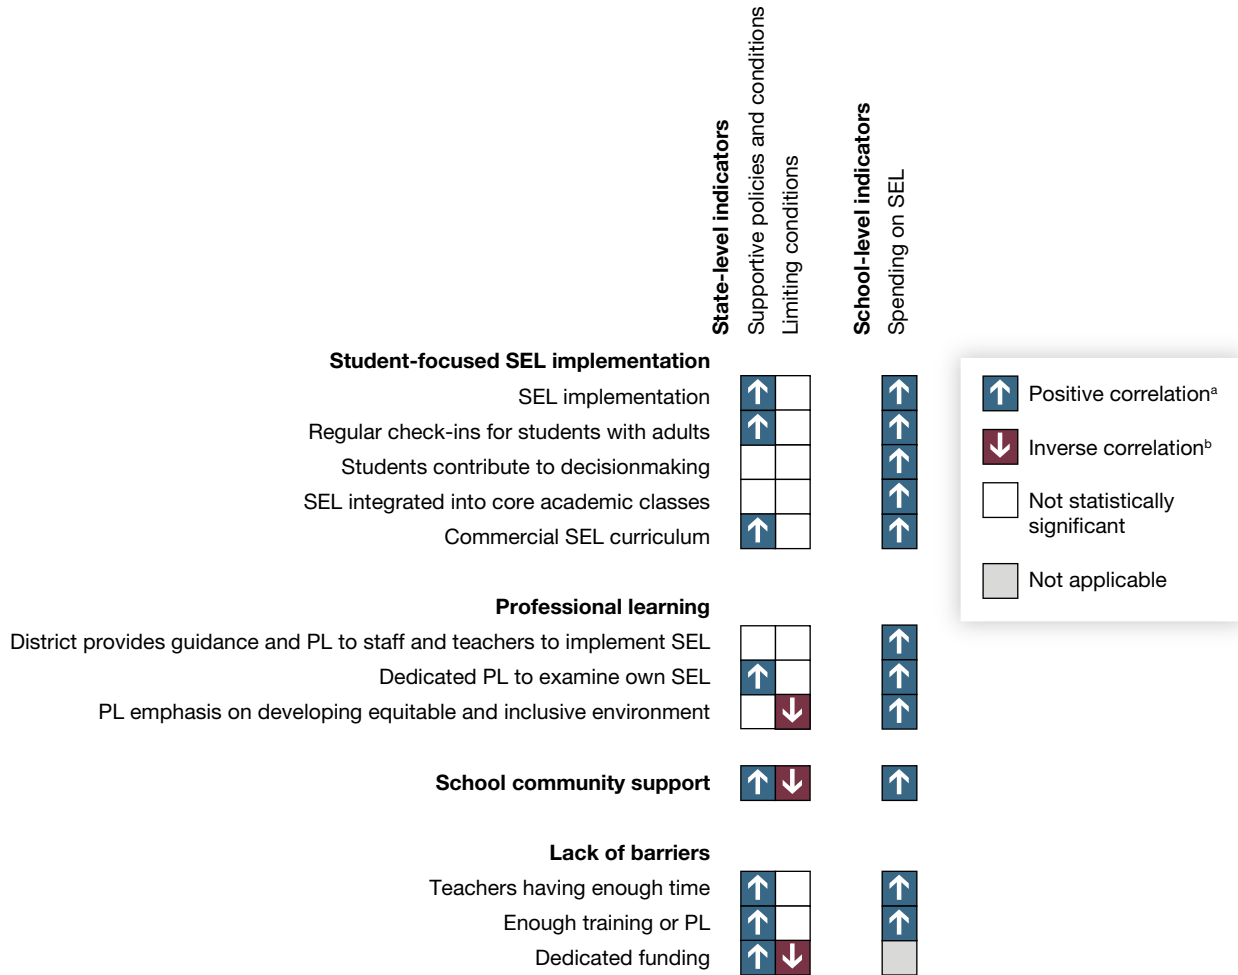 State-level indicators
Supportive policies and conditions
Limiting conditions
School-level indicators
Spending on SEL
Student-focused SEL implementation
SEL implementation
Regular check-ins for students with adults
Students contribute to decisionmaking
SEL integrated into core academic classes
Commercial SEL curriculum
Professional learning
District provides guidance and PL to staff and teachers to implement SEL
Dedicated PL to examine own SEL
PL emphasis on developing equitable and inclusive environment
School community support
Lack of barriers
Teachers having enough time
Enough training or PL
Dedicated funding
Positive correlationᵃ
Inverse correlationᵇ
Not statistically
significant
Not applicable